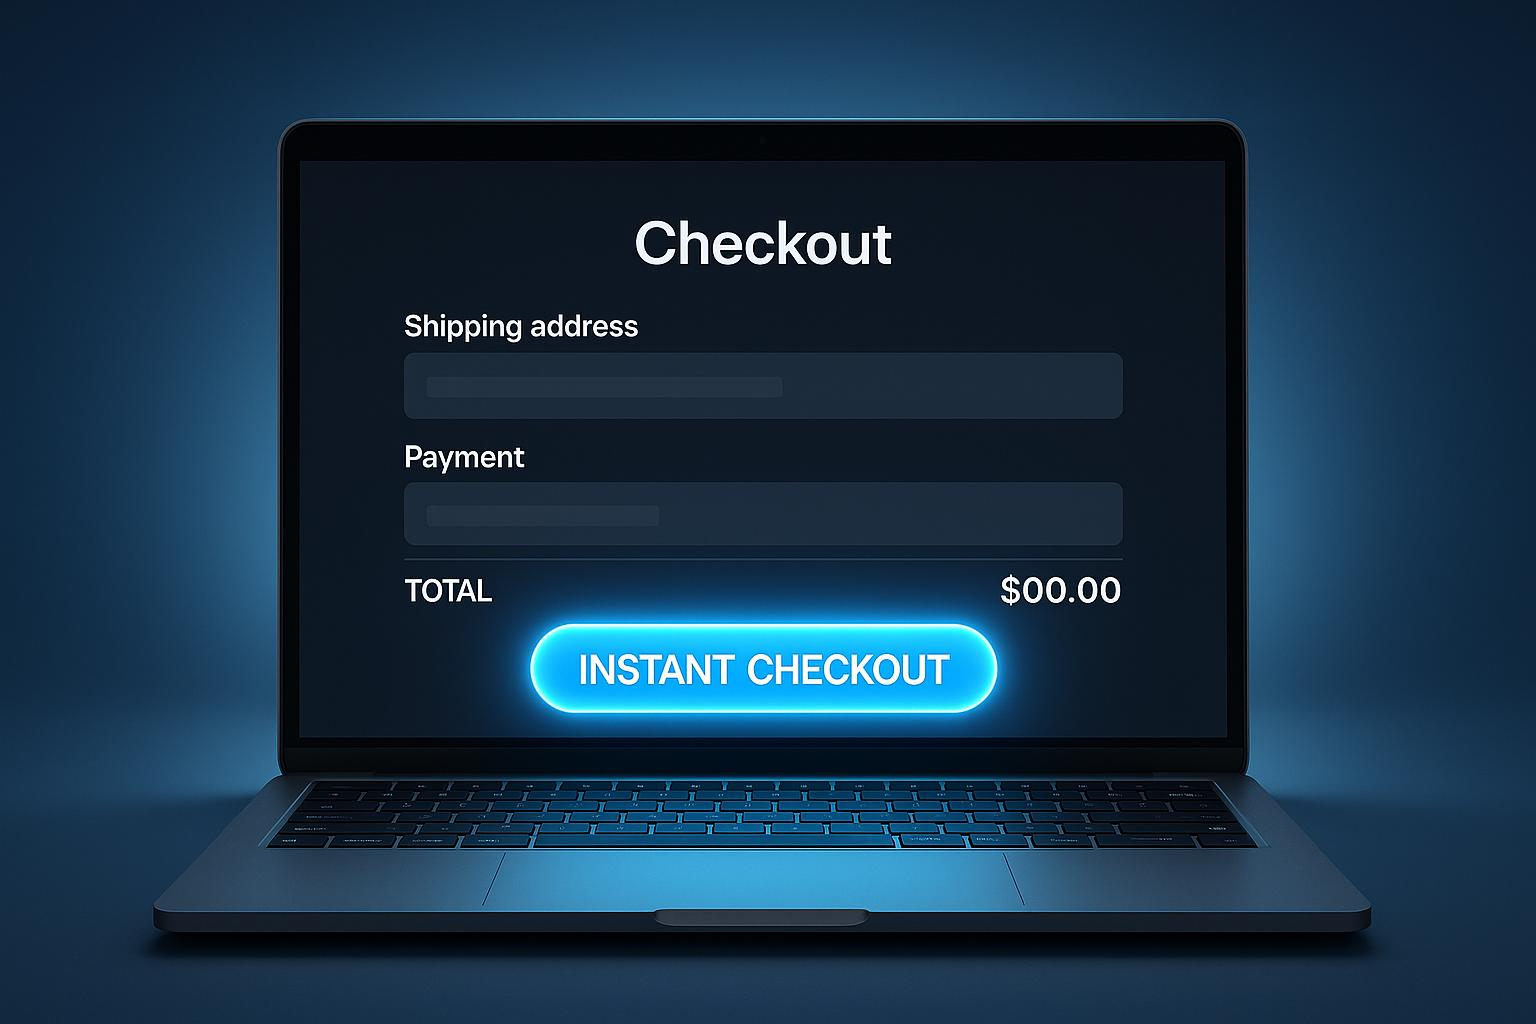 Checkout
Shipping address
Payment
TOTAL $00.00
INSTANT CHECKOUT